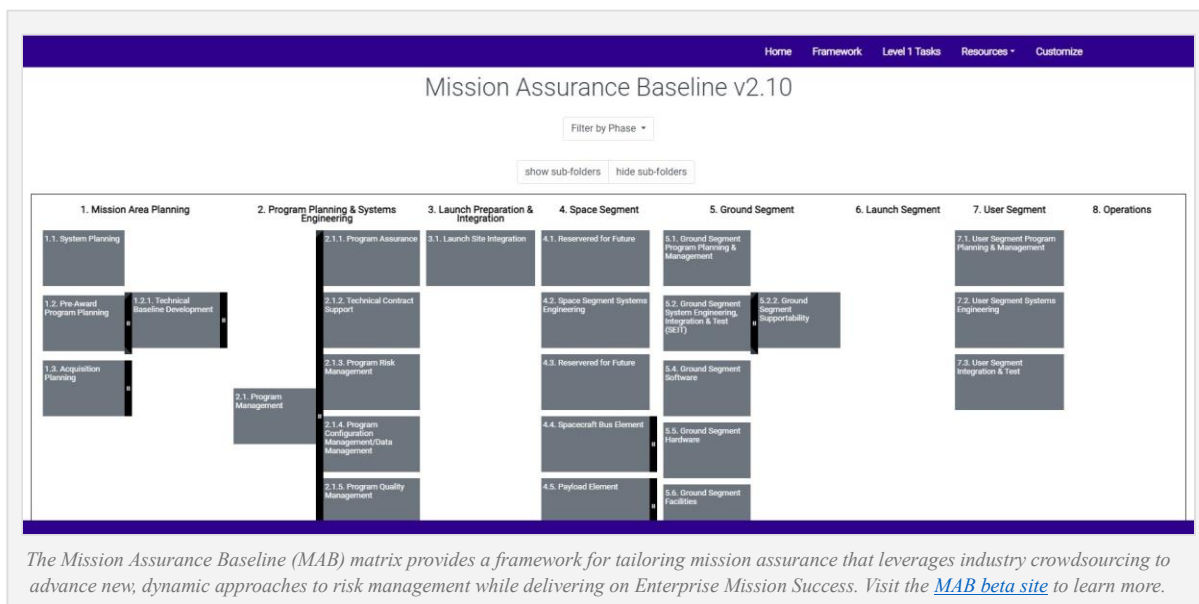 Home Framework Level 1 Tasks Resources Customize
Mission Assurance Baseline v2.10
Filter by Phase
show sub-folders hide sub-folders
1. Mission Area Planning
1.1. System Planning
1.2. Pre-Award
Program Planning
1.2.1. Technical
Baseline Development
1.3. Acquisition
Planning
2. Program Planning & Systems
Engineering
2.1. Program
Management
2.1.1. Program Assurance
2.1.2. Technical Contract
Support
2.1.3. Program Risk
Management
2.1.4. Program
Configuration
Management/Data
Management
2.1.5. Program Quality
Management
3. Launch Preparation &
Integration
3.1. Launch Site Integration
4. Space Segment
4.1. Reservered for Future
4.2. Space Segment Systems
Engineering
4.3. Reservered for Future
4.4. Spacecraft Bus Element
4.5. Payload Element
5. Ground Segment
5.1. Ground Segment
Program Planning &
Management
5.2. Ground Segment
System Engineering,
Integration & Test
(SEIT)
5.2.2. Ground
Segment
Supportability
5.4. Ground Segment
Software
5.5. Ground Segment
Hardware
5.6. Ground Segment
Facilities
6. Launch Segment
7. User Segment
7.1. User Segment Program
Planning & Management
7.2. User Segment Systems
Engineering
7.3. User Segment
Integration & Test
8. Operations
The Mission Assurance Baseline (MAB) matrix provides a framework for tailoring mission assurance that leverages industry crowdsourcing to
advance new, dynamic approaches to risk management while delivering on Enterprise Mission Success. Visit the MAB beta site to learn more.